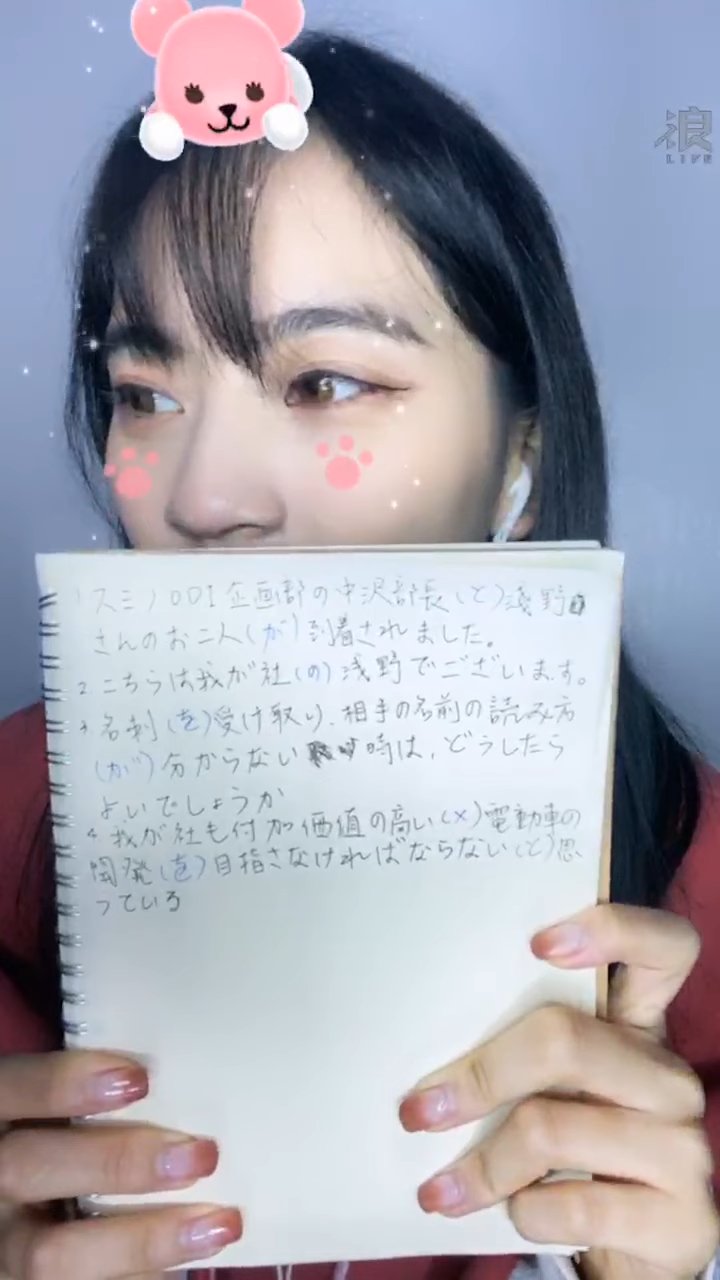 浪
LIVE
1 スミノODI企画部の中沢部長(と)浅野
さんのお二人(が)到着されました。
2 こちらは我が社(の)浅野でございます。
3 名刺(を)受け取り、相手の名前の読み方
(が)分からない時は、どうしたら
よいでしょうか
4 我が社も付加価値の高い(×)電動車の
開発(を)目指さなければならない(と)思
っている